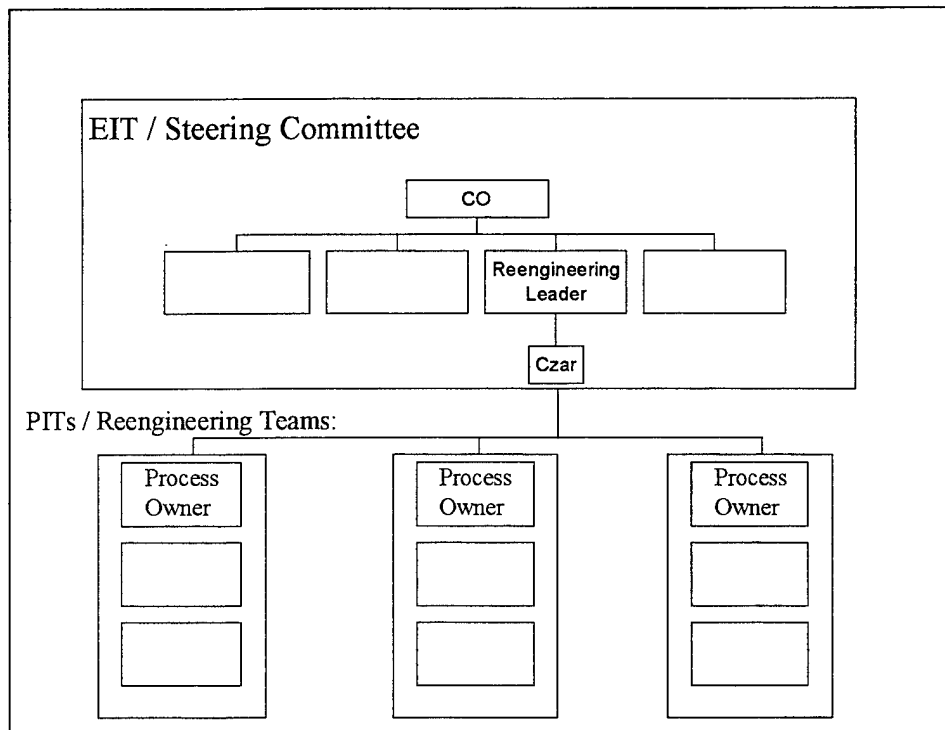 EIT / Steering Committee
CO
Reengineering
Leader
Czar
PITs / Reengineering Teams:
Process
Owner
Process
Owner
Process
Owner